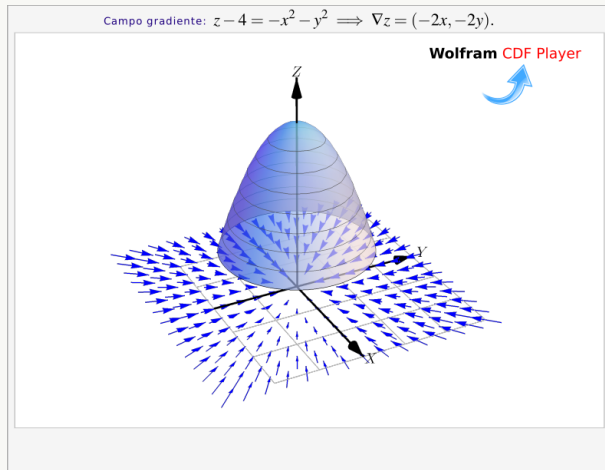 Campo gradiente: z − 4 = −x² − y² ⟹ ∇z = (−2x, −2y).
Wolfram CDF Player
Z
Y
X